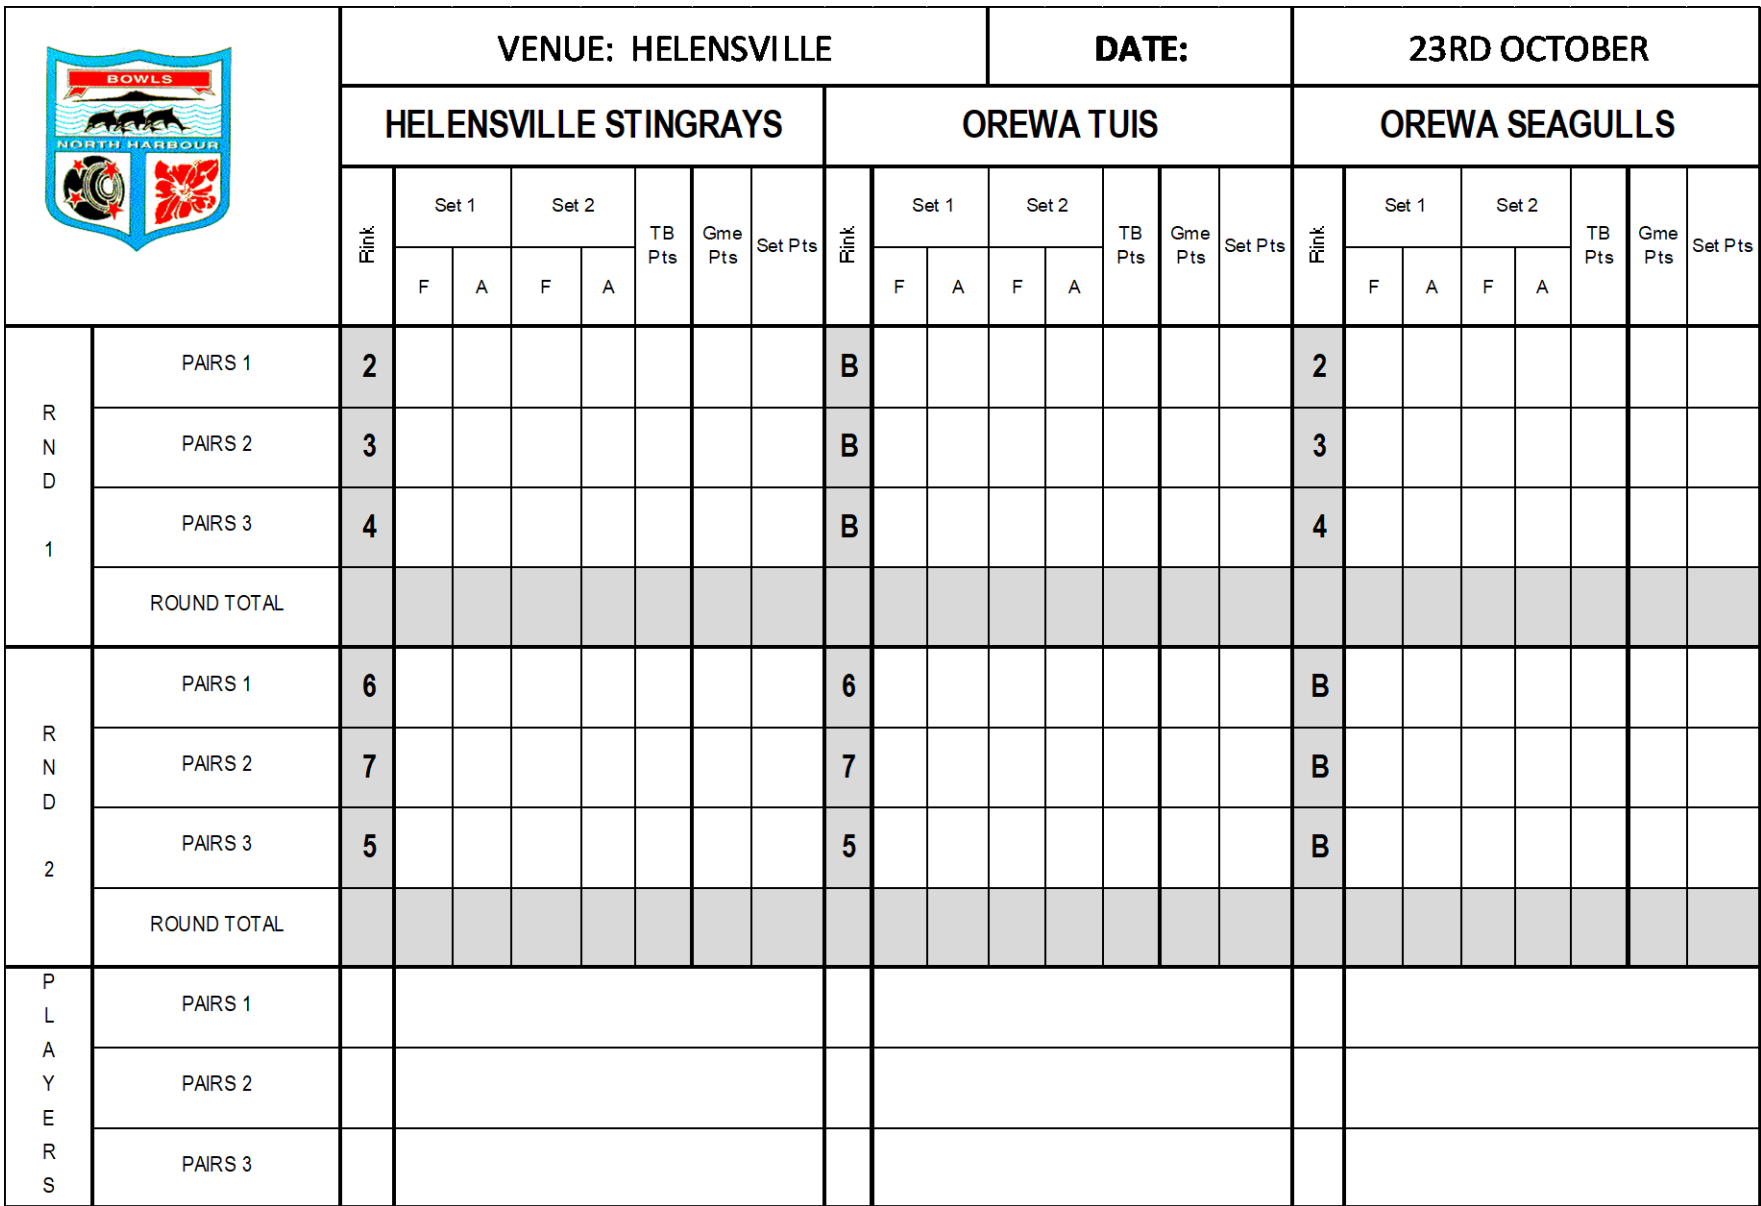 BOWLS
NORTH HARBOUR
VENUE: HELENSVILLE DATE: 23RD OCTOBER
HELENSVILLE STINGRAYS OREWA TUIS OREWA SEAGULLS
Rink Set 1 Set 2 TB Pts Gme Pts Set Pts Rink Set 1 Set 2 TB Pts Gme Pts Set Pts Rink Set 1 Set 2 TB Pts Gme Pts Set Pts
F A F A F A F A F A F A
RND 1
PAIRS 1 2 B 2
PAIRS 2 3 B 3
PAIRS 3 4 B 4
ROUND TOTAL
RND 2
PAIRS 1 6 6 B
PAIRS 2 7 7 B
PAIRS 3 5 5 B
ROUND TOTAL
PLAYERS
PAIRS 1
PAIRS 2
PAIRS 3